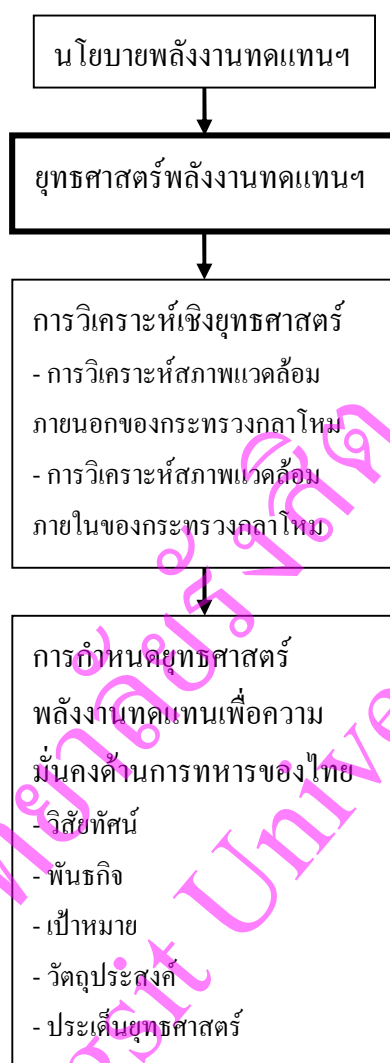 นโยบายพลังงานทดแทนฯ
ยุทธศาสตร์พลังงานทดแทนฯ
การวิเคราะห์เชิงยุทธศาสตร์
- การวิเคราะห์สภาพแวดล้อม
ภายนอกของกระทรวงกลาโหม
- การวิเคราะห์สภาพแวดล้อม
ภายในของกระทรวงกลาโหม
การกำหนดยุทธศาสตร์
พลังงานทดแทนเพื่อความ
มั่นคงด้านการทหารของไทย
- วิสัยทัศน์
- พันธกิจ
- เป้าหมาย
- วัตถุประสงค์
- ประเด็นยุทธศาสตร์